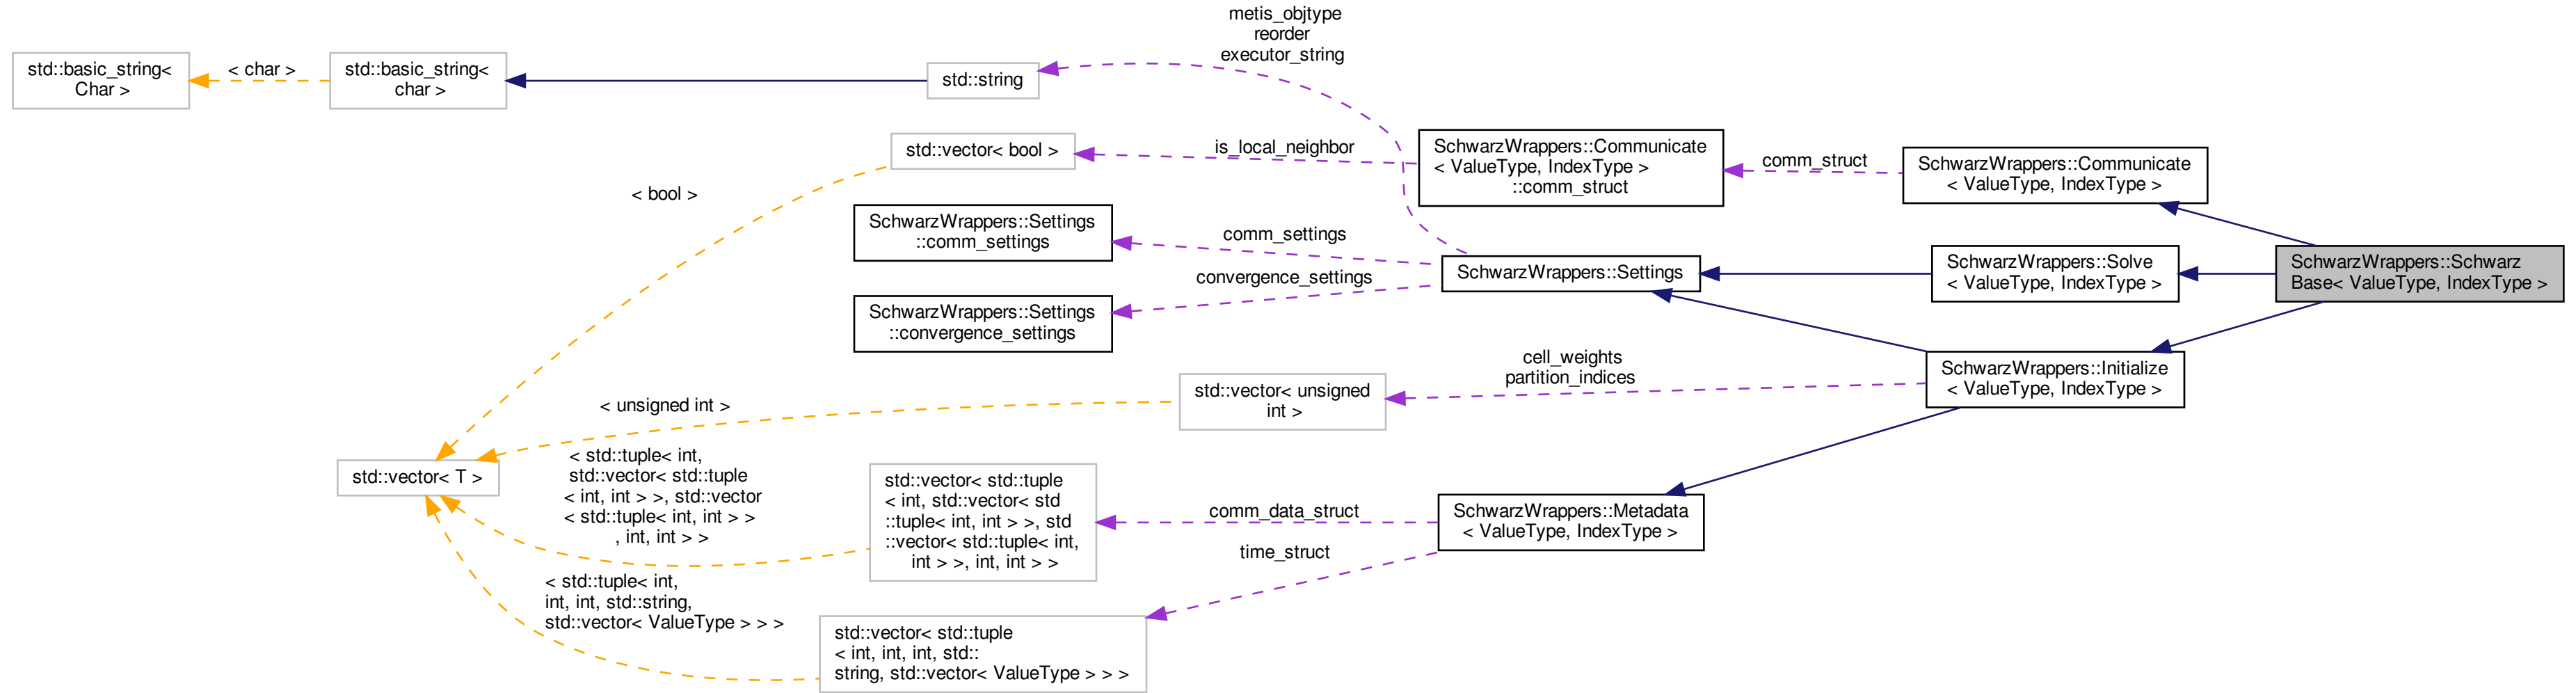 metis_objtype
reorder
executor_string
std::basic_string<
Char >
< char >
std::basic_string<
char >
std::string
std::vector< bool >
is_local_neighbor
SchwarzWrappers::Communicate
< ValueType, IndexType >
::comm_struct
comm_struct
SchwarzWrappers::Communicate
< ValueType, IndexType >
< bool >
SchwarzWrappers::Settings
::comm_settings
comm_settings
SchwarzWrappers::Settings
::convergence_settings
convergence_settings
SchwarzWrappers::Settings
SchwarzWrappers::Solve
< ValueType, IndexType >
SchwarzWrappers::Schwarz
Base< ValueType, IndexType >
SchwarzWrappers::Initialize
< ValueType, IndexType >
cell_weights
partition_indices
std::vector< unsigned
int >
< unsigned int >
std::vector< T >
< std::tuple< int,
std::vector< std::tuple
< int, int > >, std::vector
< std::tuple< int, int > >
, int, int > >
std::vector< std::tuple
< int, std::vector< std
::tuple< int, int > >, std
::vector< std::tuple< int,
int > >, int, int > >
comm_data_struct
SchwarzWrappers::Metadata
< ValueType, IndexType >
time_struct
< std::tuple< int,
int, int, std::string,
std::vector< ValueType > > >
std::vector< std::tuple
< int, int, int, std::
string, std::vector< ValueType > > >